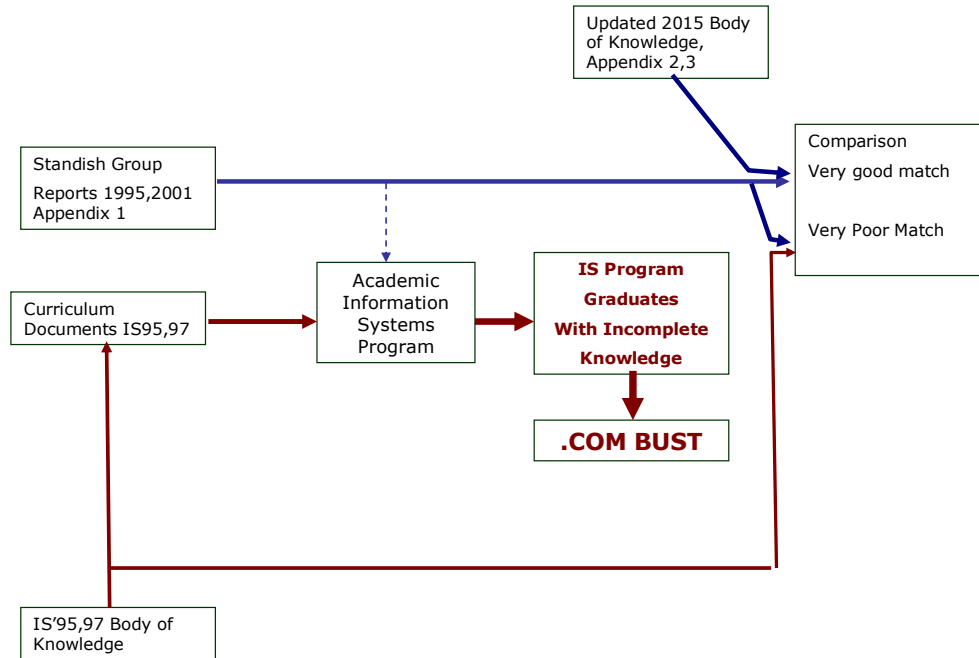 Updated 2015 Body
of Knowledge,
Appendix 2,3
Comparison
Very good match
Very Poor Match
Standish Group
Reports 1995,2001
Appendix 1
Curriculum
Documents IS95,97
Academic
Information
Systems
Program
IS Program
Graduates
With Incomplete
Knowledge
.COM BUST
IS’95,97 Body of
Knowledge